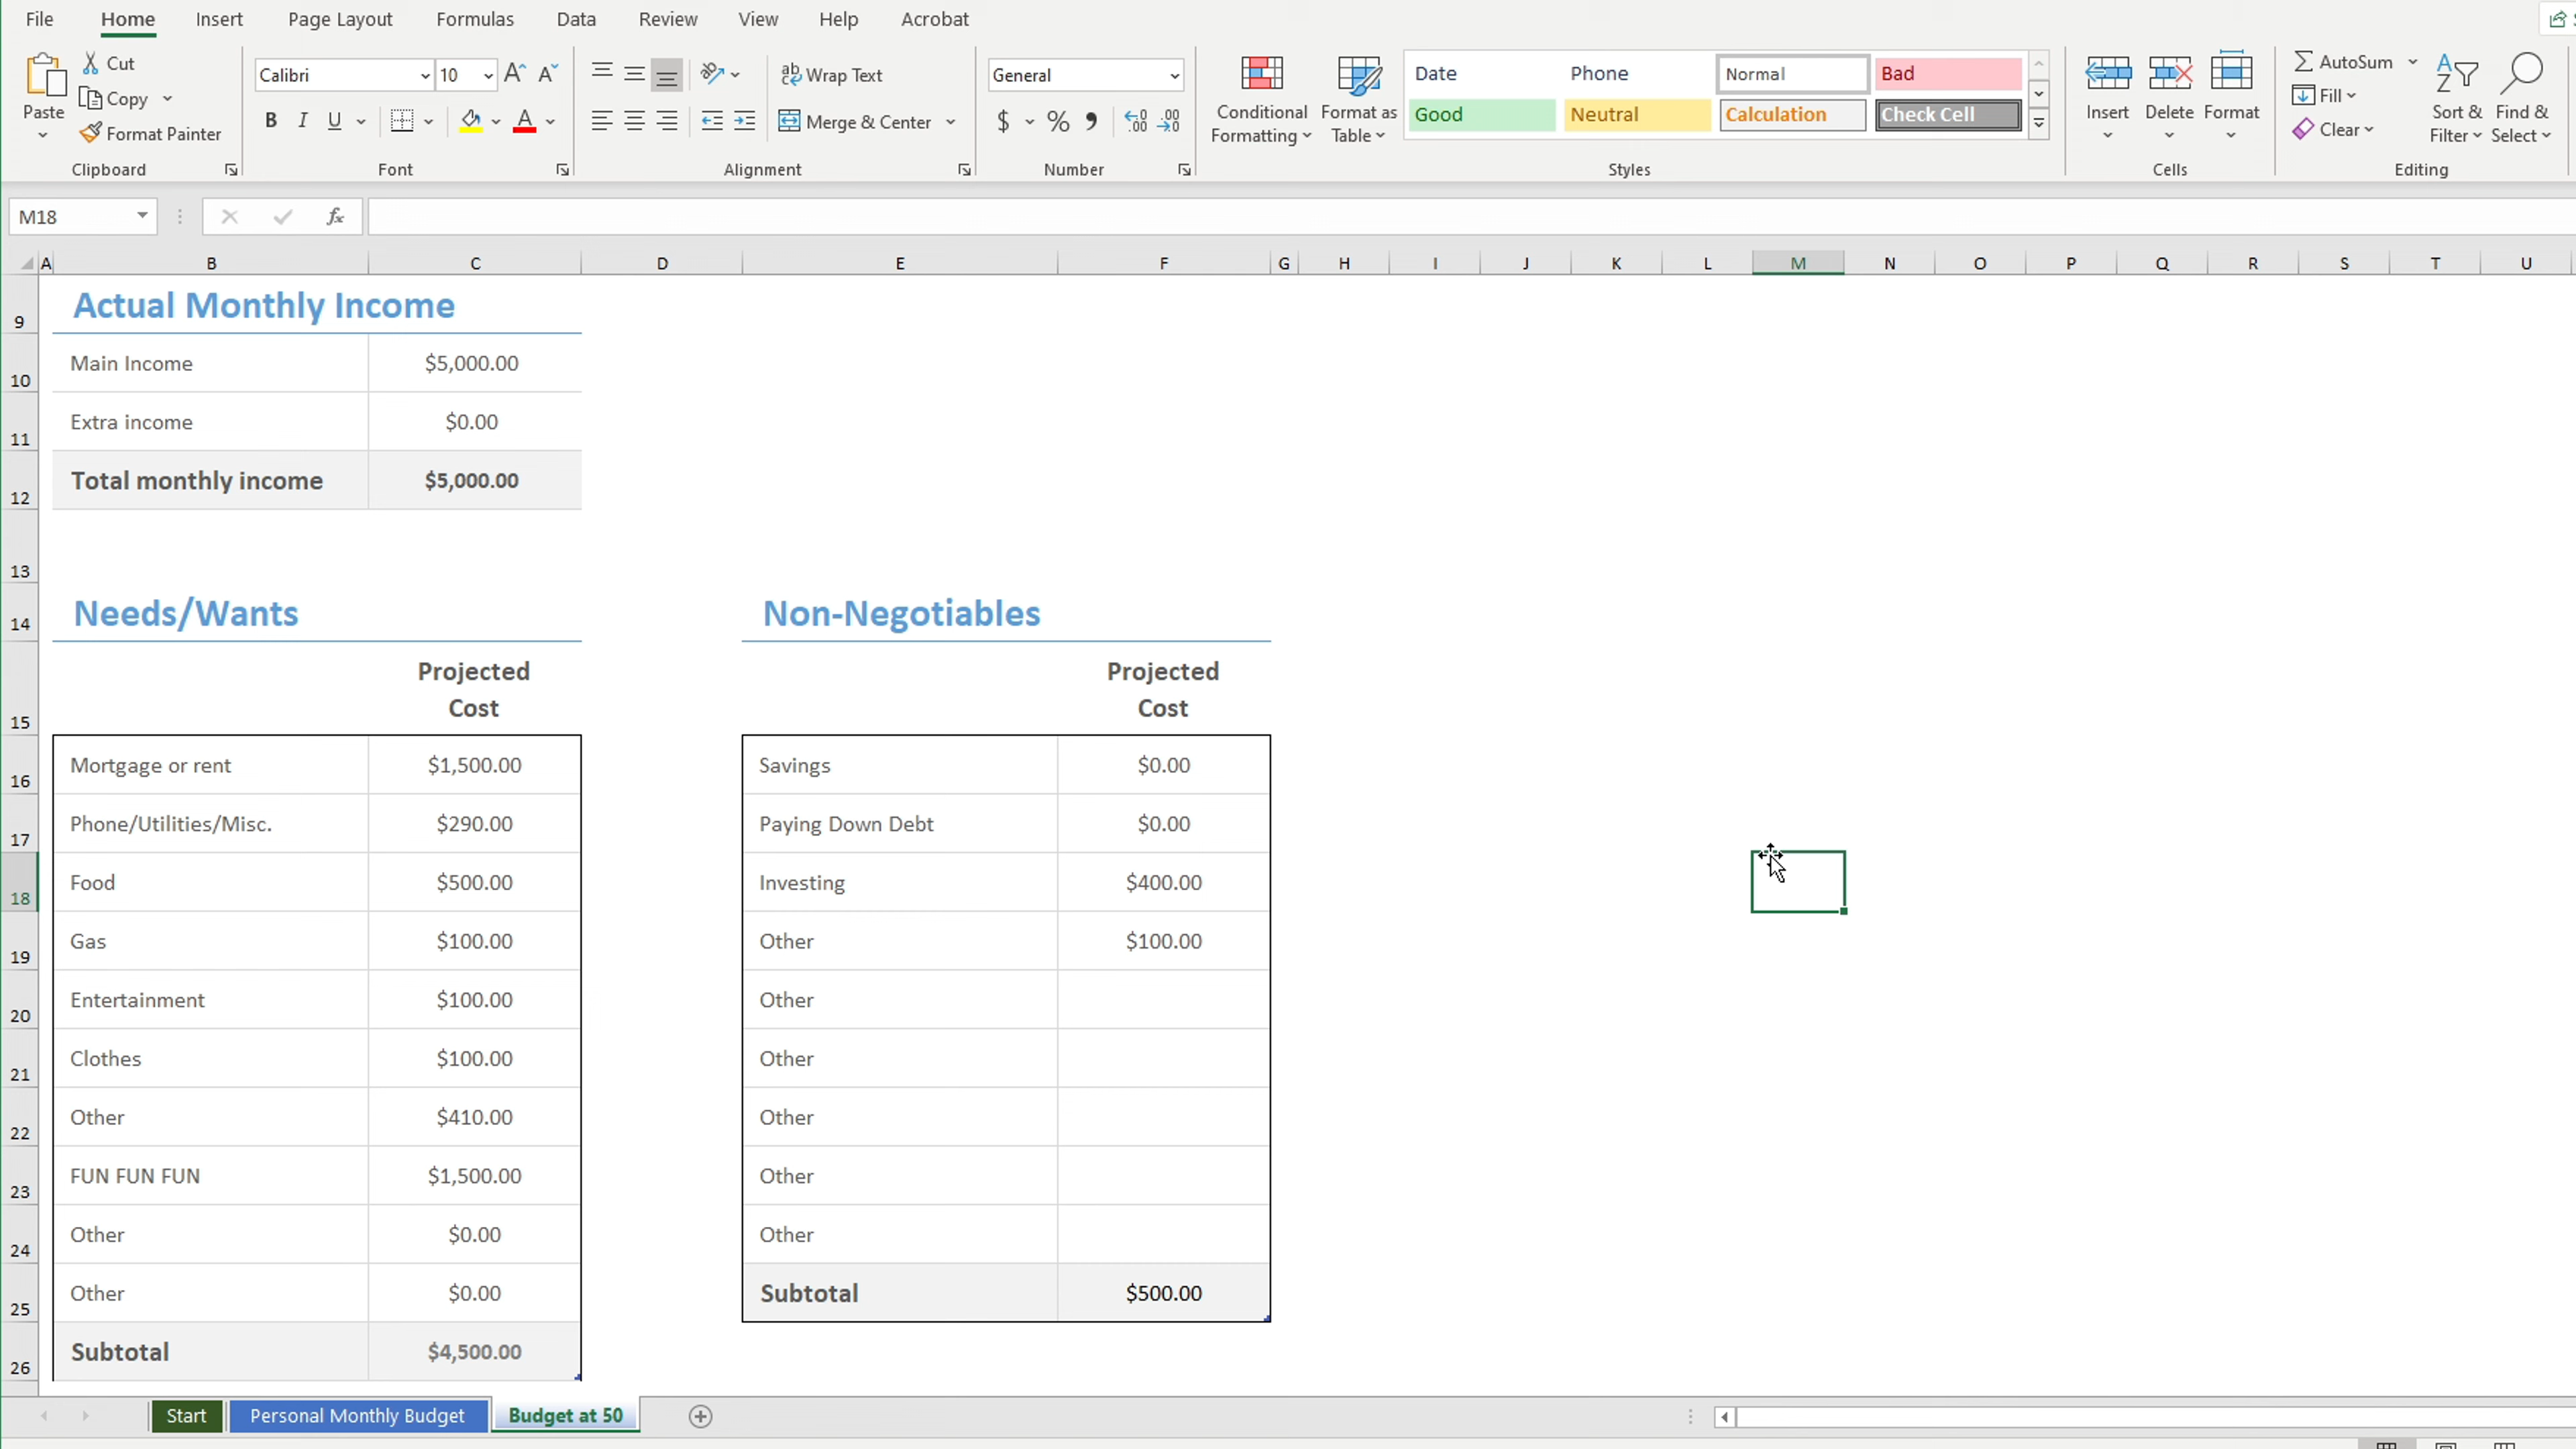 File Home Insert Page Layout Formulas Data Review View Help Acrobat
Paste
Cut
Copy
Format Painter
Clipboard
Calibri 10
B I U
Font
ab Wrap Text
Merge & Center
Alignment
General
$ % 9
Number
Conditional Formatting
Format as Table
Date Phone Normal Bad
Good Neutral Calculation Check Cell
Styles
Insert Delete Format
Cells
AutoSum
Fill
Clear
Sort & Filter
Find & Select
Editing
M18 fx
A B C D E F G H I J K L M N O P Q R S T U
9 Actual Monthly Income
10 Main Income $5,000.00
11 Extra income $0.00
12 Total monthly income $5,000.00
13
14 Needs/Wants Non-Negotiables
Projected Projected
15 Cost Cost
16 Mortgage or rent $1,500.00 Savings $0.00
17 Phone/Utilities/Misc. $290.00 Paying Down Debt $0.00
18 Food $500.00 Investing $400.00
19 Gas $100.00 Other $100.00
20 Entertainment $100.00 Other
21 Clothes $100.00 Other
22 Other $410.00 Other
23 FUN FUN FUN $1,500.00 Other
24 Other $0.00 Other
25 Other $0.00 Subtotal $500.00
26 Subtotal $4,500.00
Start Personal Monthly Budget Budget at 50